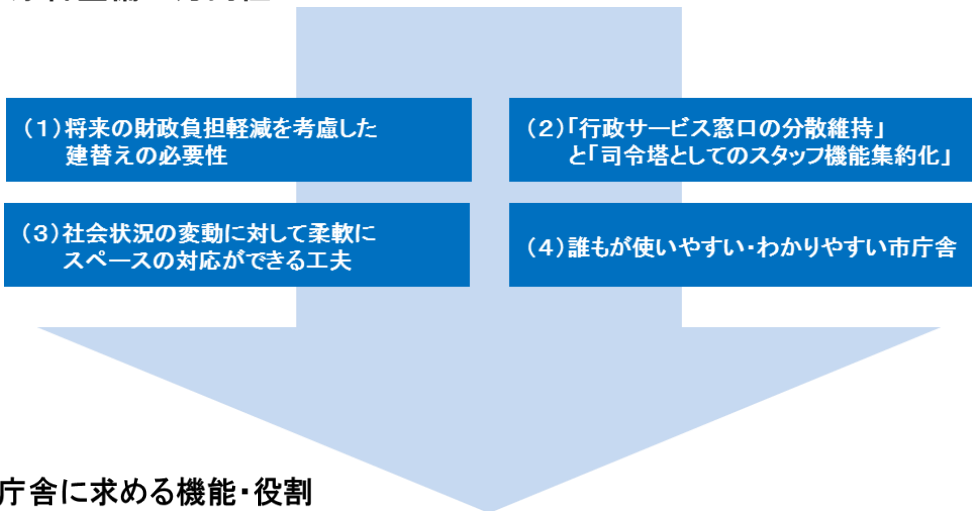 (1)将来の財政負担軽減を考慮した
建替えの必要性
(2)「行政サービス窓口の分散維持」
と「司令塔としてのスタッフ機能集約化」
(3)社会状況の変動に対して柔軟に
スペースの対応ができる工夫
(4)誰もが使いやすい・わかりやすい市庁舎
庁舎に求める機能・役割